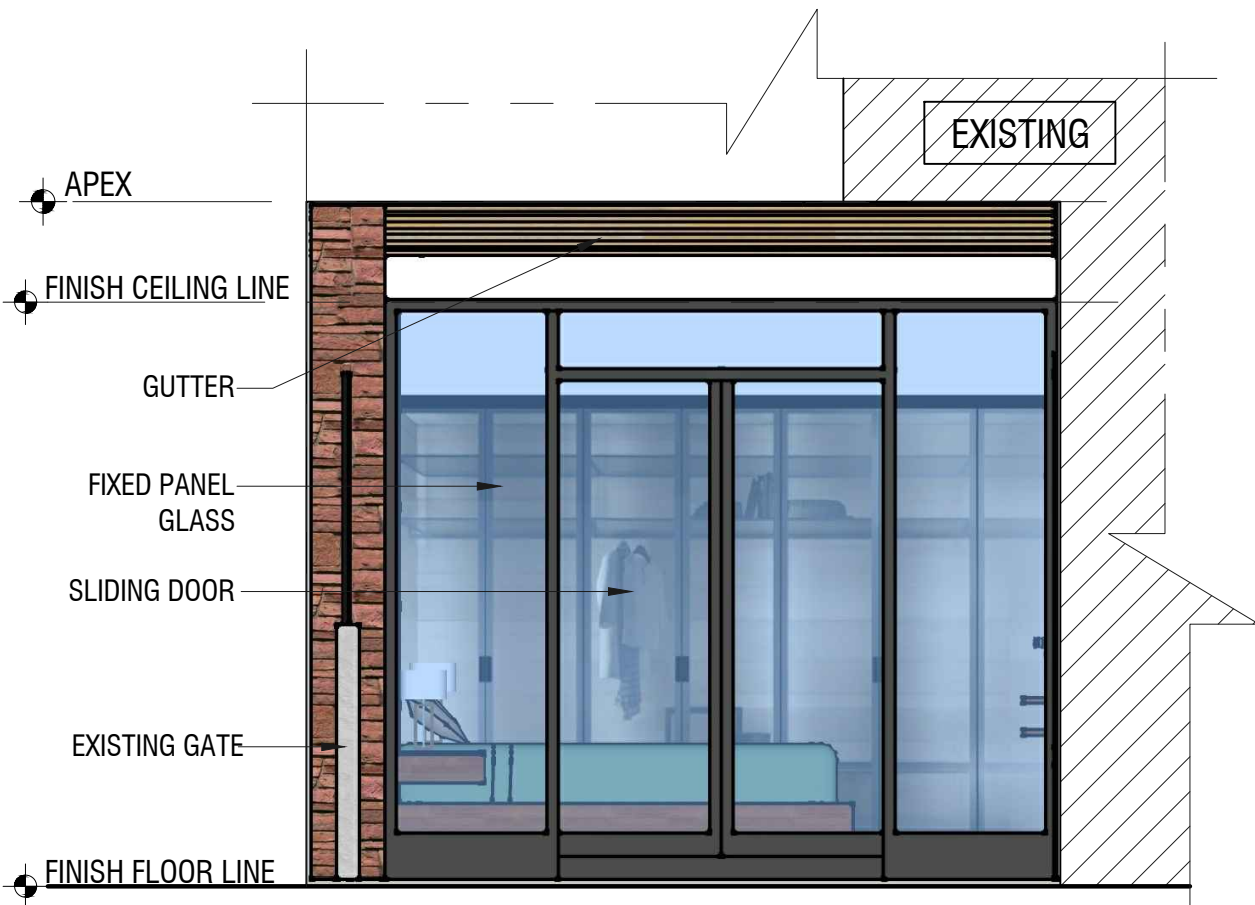 EXISTING
APEX
FINISH CEILING LINE
GUTTER
FIXED PANEL
GLASS
SLIDING DOOR
EXISTING GATE
FINISH FLOOR LINE